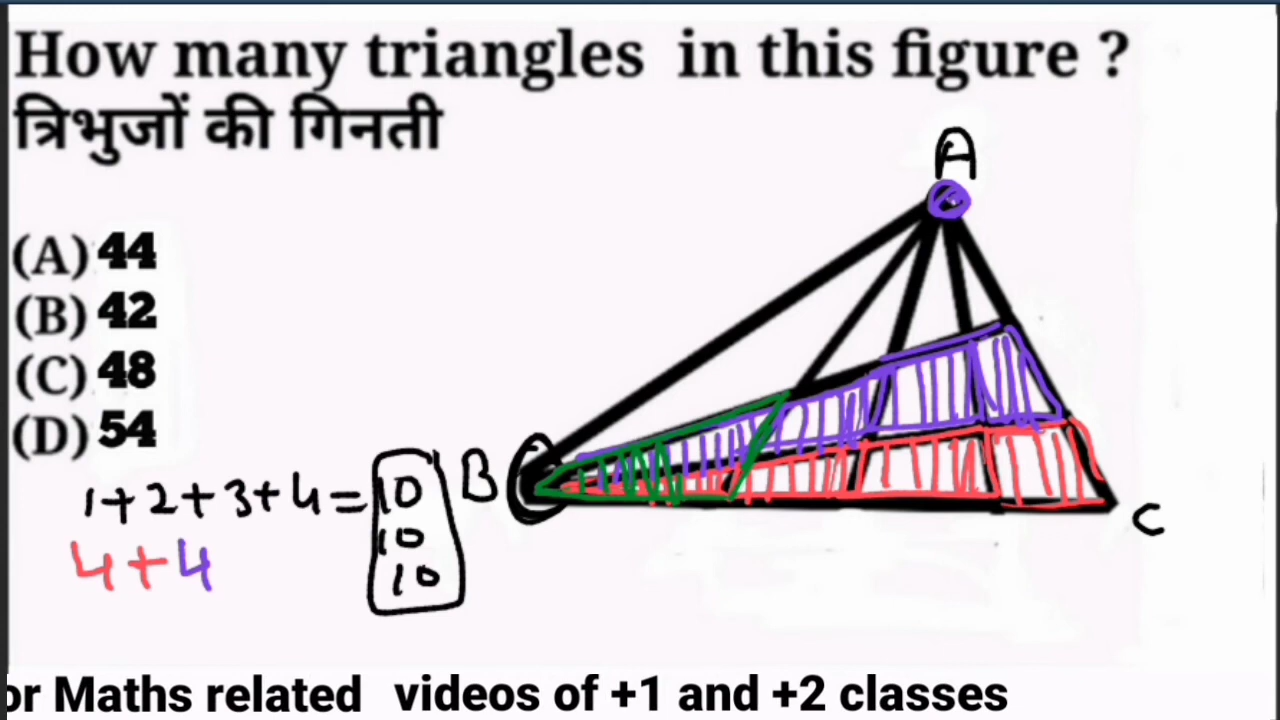 How many triangles in this figure ?
त्रिभुजों की गिनती
A
(A) 44
(B) 42
(C) 48
(D) 54
B
C
1+2+3+4=10
10
10
4+4
or Maths related videos of +1 and +2 classes